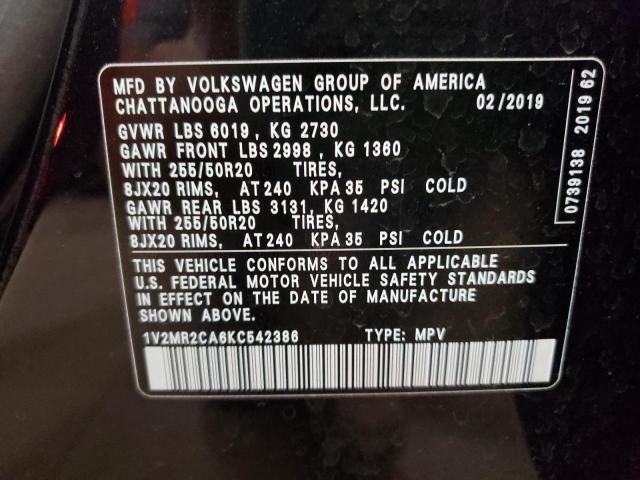 MFD BY VOLKSWAGEN GROUP OF AMERICA
CHATTANOOGA OPERATIONS, LLC. 02/2019
GVWR LBS 6019 , KG 2730
GAWR FRONT LBS 2998 , KG 1360
WITH 255/50R20 TIRES,
8JX20 RIMS, AT 240 KPA 35 PSI COLD
GAWR REAR LBS 3131, KG 1420
WITH 255/50R20 TIRES,
8JX20 RIMS, AT 240 KPA 35 PSI COLD
THIS VEHICLE CONFORMS TO ALL APPLICABLE
U.S. FEDERAL MOTOR VEHICLE SAFETY STANDARDS
IN EFFECT ON THE DATE OF MANUFACTURE
SHOWN ABOVE.
1V2MR2CA6KC542386 TYPE: MPV
0739138 2019 62